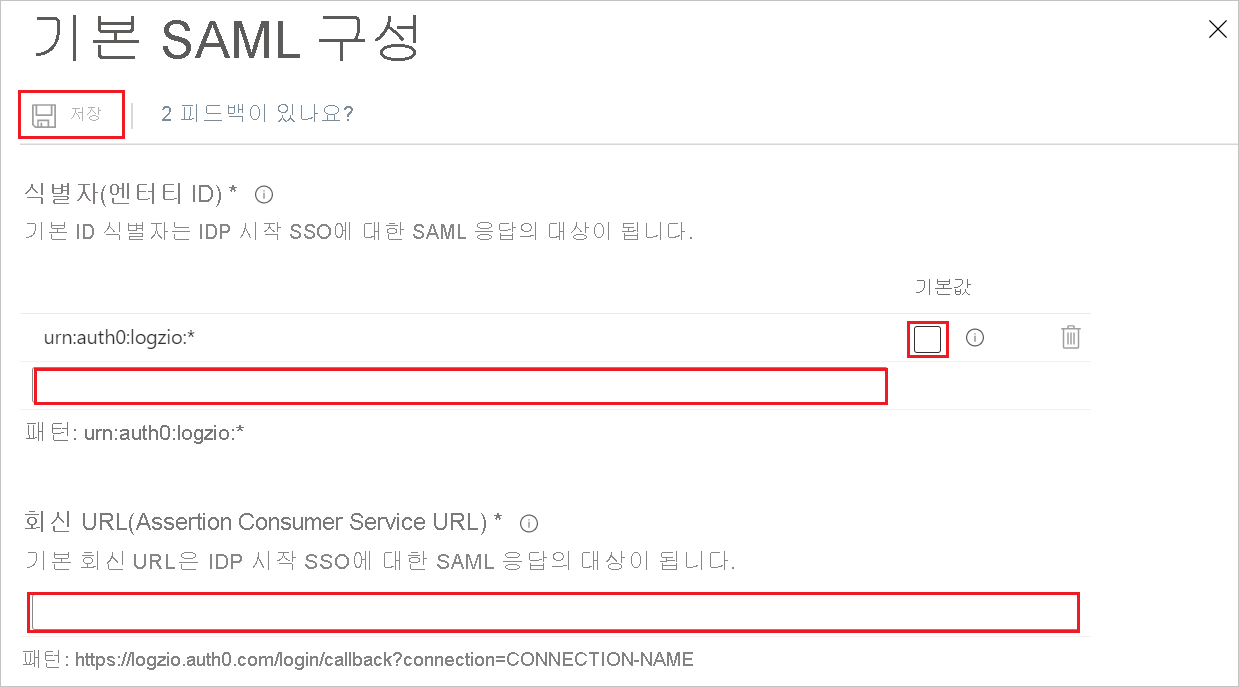 기본 SAML 구성
저장
2 피드백이 있나요?
식별자(엔터티 ID) *
기본 ID 식별자는 IDP 시작 SSO에 대한 SAML 응답의 대상이 됩니다.
기본값
urn:auth0:logzio:*
패턴: urn:auth0:logzio:*
회신 URL(Assertion Consumer Service URL) *
기본 회신 URL은 IDP 시작 SSO에 대한 SAML 응답의 대상이 됩니다.
패턴: https://logzio.auth0.com/login/callback?connection=CONNECTION-NAME